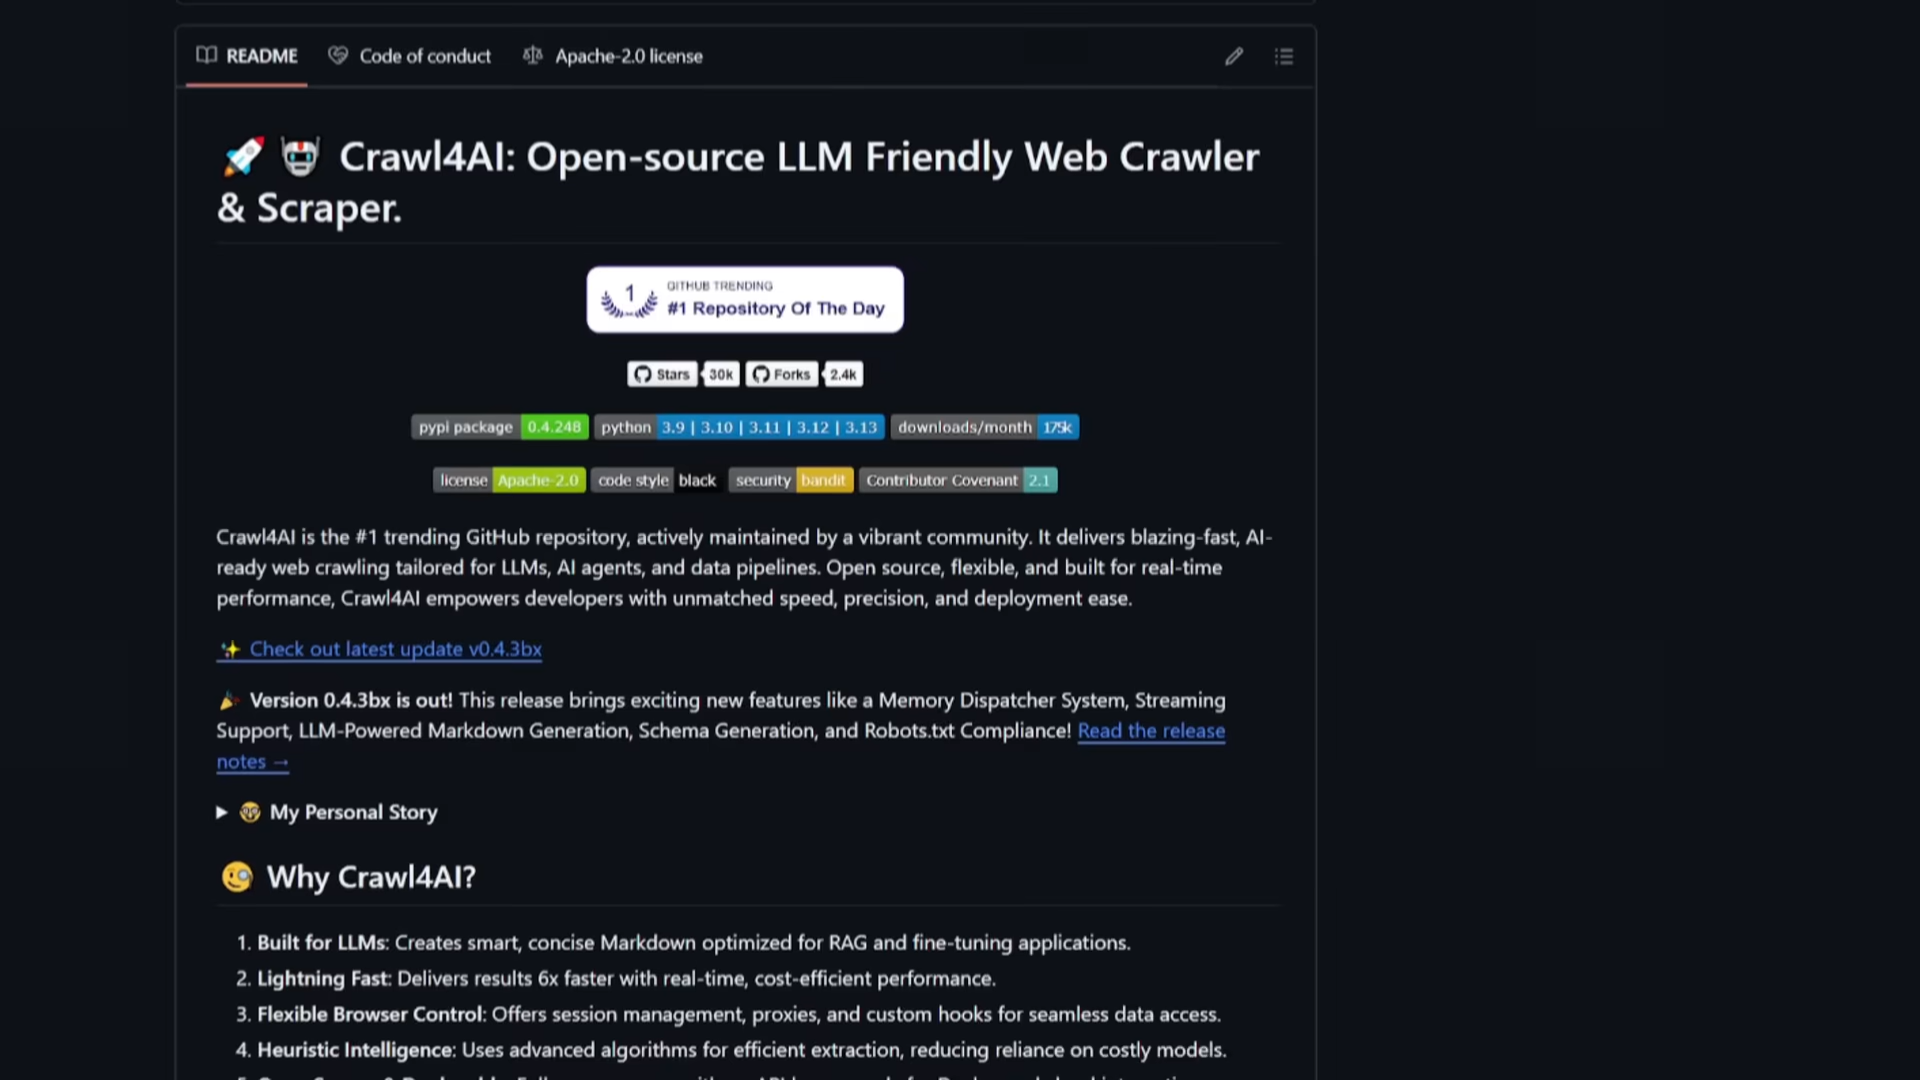 README Code of conduct Apache-2.0 license
🚀 🤖 Crawl4AI: Open-source LLM Friendly Web Crawler
& Scraper.
1 GITHUB TRENDING
#1 Repository Of The Day
Stars 30k Forks 2.4k
pypi package 0.4.248 python 3.9 | 3.10 | 3.11 | 3.12 | 3.13 downloads/month 175k
license Apache-2.0 code style black security bandit Contributor Covenant 2.1
Crawl4AI is the #1 trending GitHub repository, actively maintained by a vibrant community. It delivers blazing-fast, AI-
ready web crawling tailored for LLMs, AI agents, and data pipelines. Open source, flexible, and built for real-time
performance, Crawl4AI empowers developers with unmatched speed, precision, and deployment ease.
✨ Check out latest update v0.4.3bx
🎉 Version 0.4.3bx is out! This release brings exciting new features like a Memory Dispatcher System, Streaming
Support, LLM-Powered Markdown Generation, Schema Generation, and Robots.txt Compliance! Read the release
notes →
▶ 🤓 My Personal Story
🧐 Why Crawl4AI?
1. Built for LLMs: Creates smart, concise Markdown optimized for RAG and fine-tuning applications.
2. Lightning Fast: Delivers results 6x faster with real-time, cost-efficient performance.
3. Flexible Browser Control: Offers session management, proxies, and custom hooks for seamless data access.
4. Heuristic Intelligence: Uses advanced algorithms for efficient extraction, reducing reliance on costly models.